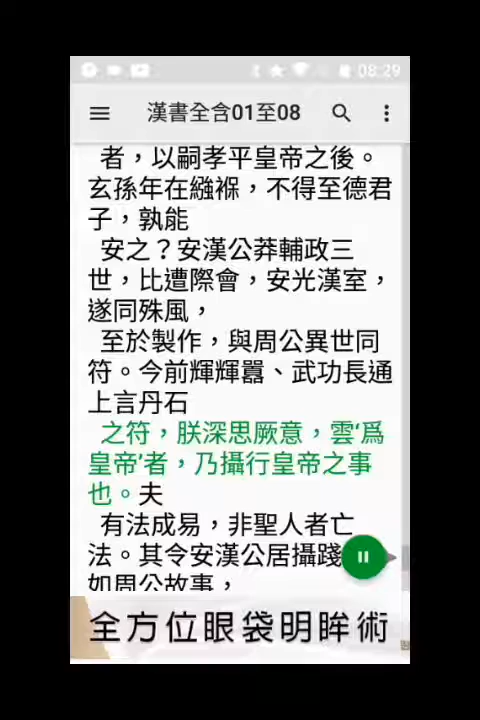 08:29
漢書全含01至08
者，以嗣孝平皇帝之後。
玄孫年在繈褓，不得至德君
子，孰能
安之？安漢公莽輔政三
世，比遭際會，安光漢室，
遂同殊風，
至於製作，與周公異世同
符。今前輝輝囂、武功長通
上言丹石
之符，朕深思厥意，雲‘爲
皇帝’者，乃攝行皇帝之事
也。夫
有法成易，非聖人者亡
法。其令安漢公居攝踐
如周公故事，
全方位眼袋明眸術